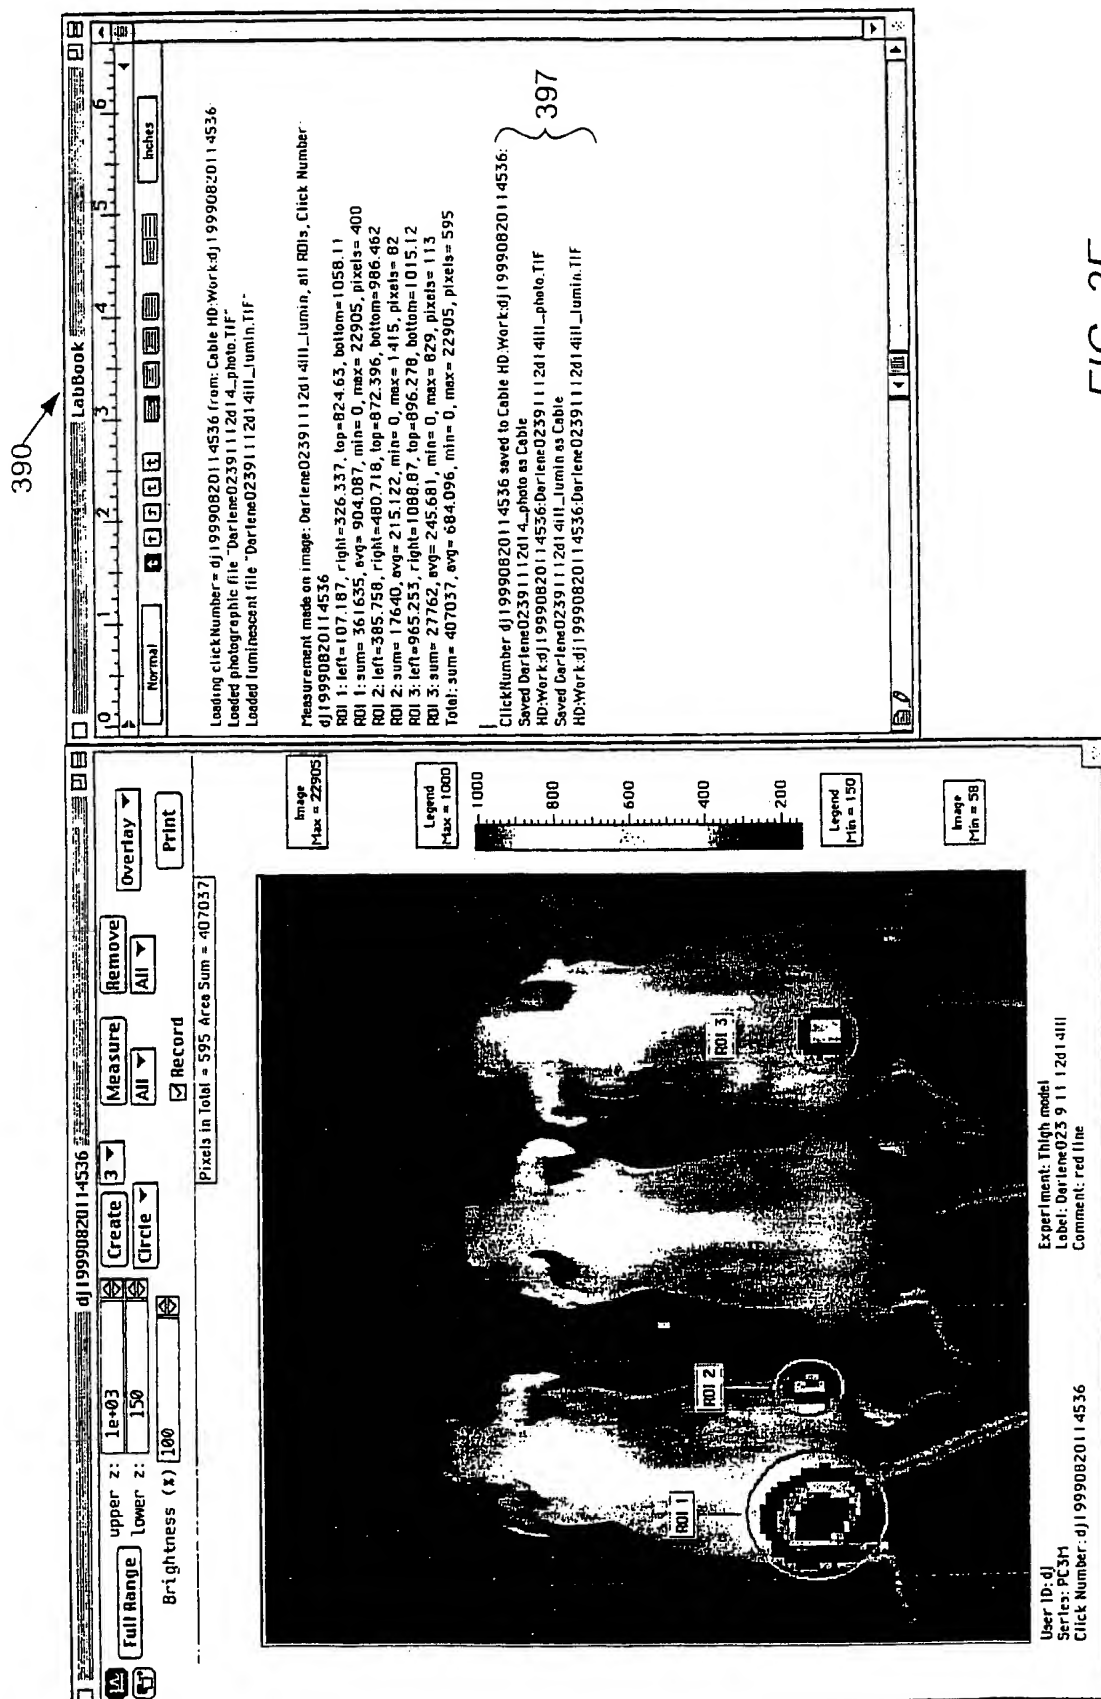 390
dj19990820114536
Full Range
upper z: 1e+03
lower z: 150
Brightness (%) 100
Create 3
Circle
Measure
All
Record
Remove
All
Overlay
Print
Pixels in Total = 595 Area Sum = 407037
Image
Max = 22905
Legend
Max = 1000
1000
800
600
400
200
Legend
Min = 150
Image
Min = 58
ROI 1
ROI 2
ROI 3
User ID: dj
Series: PC3M
Click Number: dj19990820114536
Experiment: Thigh model
Label: Darlene023 9 11 12d14Ill
Comment: red line
LabBook
0 1 2 3 4 5 6
Normal
Inches
Loading clickNumber = dj19990820114536 from: Cable HD:Work:dj19990820114536
Loaded photographic file "Darlene02391112d14_photo.TIF"
Loaded luminescent file "Darlene02391112d14Ill_lumin.TIF"
Measurement made on image: Darlene02391112d14Ill_lumin, all ROIs, Click Number
dj19990820114536
ROI 1: left=107.187, right=326.337, top=824.63, bottom=1058.11
ROI 1: sum= 361635, avg= 904.087, min= 0, max= 22905, pixels= 400
ROI 2: left=385.758, right=480.718, top=872.396, bottom=986.462
ROI 2: sum= 17640, avg= 215.122, min= 0, max= 1415, pixels= 82
ROI 3: left=965.253, right=1088.87, top=896.278, bottom=1015.12
ROI 3: sum= 27762, avg= 245.681, min= 0, max= 829, pixels= 113
Total: sum= 407037, avg= 684.096, min= 0, max= 22905, pixels= 595
ClickNumber dj19990820114536 saved to Cable HD:Work:dj19990820114536:
Saved Darlene02391112d14_photo as Cable
HD:Work:dj19990820114536:Darlene02391112d14Ill_photo.TIF
Saved Darlene02391112d14Ill_lumin as Cable
HD:Work:dj19990820114536:Darlene02391112d14Ill_lumin.TIF
397